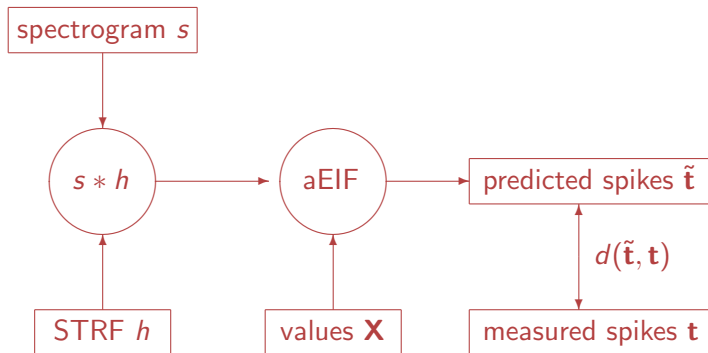 spectrogram s
s ∗ h
aEIF
predicted spikes t̃
d(t̃, t)
STRF h
values X
measured spikes t